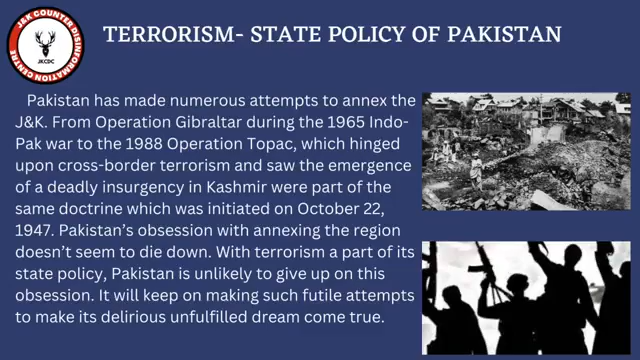 J&K COUNTER DISINFORMATION CENTRE
JKCDC
TERRORISM- STATE POLICY OF PAKISTAN
Pakistan has made numerous attempts to annex the
J&K. From Operation Gibraltar during the 1965 Indo-
Pak war to the 1988 Operation Topac, which hinged
upon cross-border terrorism and saw the emergence
of a deadly insurgency in Kashmir were part of the
same doctrine which was initiated on October 22,
1947. Pakistan’s obsession with annexing the region
doesn’t seem to die down. With terrorism a part of its
state policy, Pakistan is unlikely to give up on this
obsession. It will keep on making such futile attempts
to make its delirious unfulfilled dream come true.